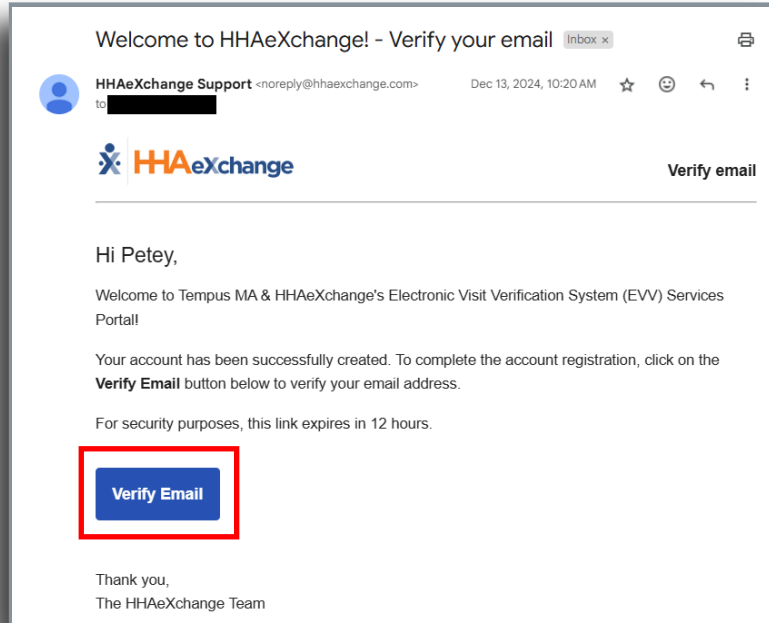 Welcome to HHAeXchange! - Verify your email Inbox x
HHAeXchange Support <noreply@hhaexchange.com> Dec 13, 2024, 10:20 AM
to
HHAeXchange Verify email
Hi Petey,
Welcome to Tempus MA & HHAeXchange's Electronic Visit Verification System (EVV) Services
Portal!
Your account has been successfully created. To complete the account registration, click on the
Verify Email button below to verify your email address.
For security purposes, this link expires in 12 hours.
Verify Email
Thank you,
The HHAeXchange Team